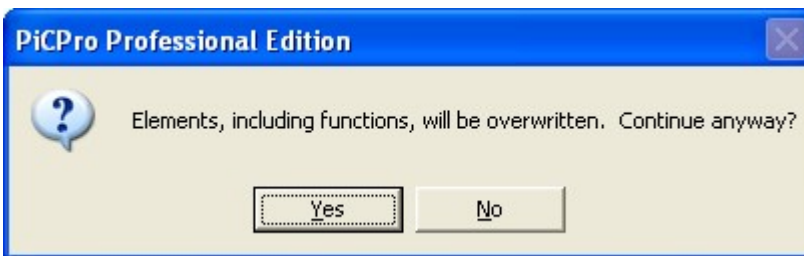 PiCPro Professional Edition
Elements, including functions, will be overwritten.  Continue anyway?
Yes
No